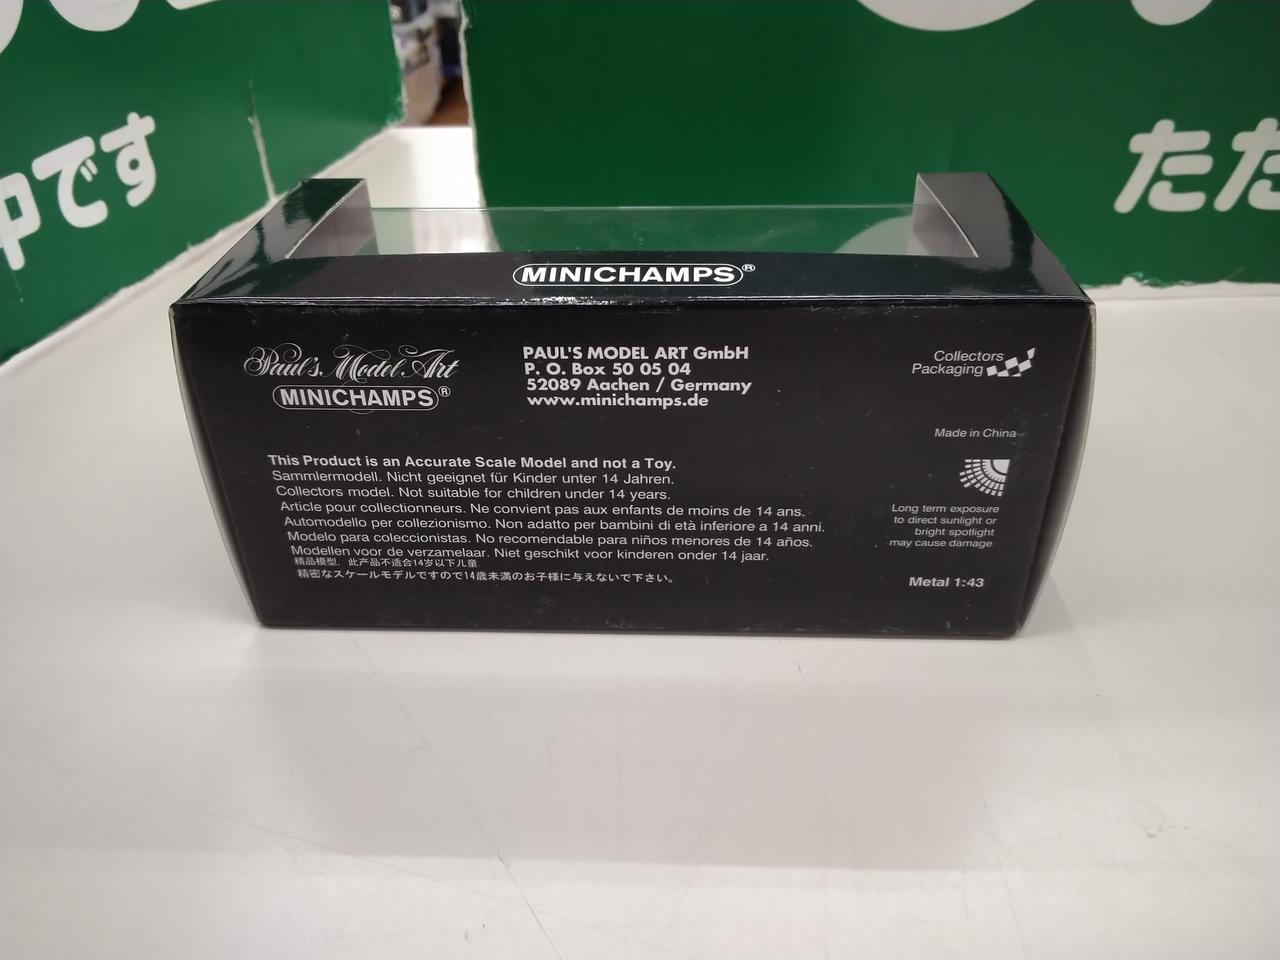 中です
たた
MINICHAMPS®
Paul's Model Art
MINICHAMPS®
PAUL'S MODEL ART GmbH
P. O. Box 50 05 04
52089 Aachen / Germany
www.minichamps.de
Collectors
Packaging
Made in China
This Product is an Accurate Scale Model and not a Toy.
Sammlermodell. Nicht geeignet für Kinder unter 14 Jahren.
Collectors model. Not suitable for children under 14 years.
Article pour collectionneurs. Ne convient pas aux enfants de moins de 14 ans.
Automodello per collezionismo. Non adatto per bambini di età inferiore a 14 anni.
Modelo para coleccionistas. No recomendable para niños menores de 14 años.
Modellen voor de verzamelaar. Niet geschikt voor kinderen onder 14 jaar.
精品模型．此产品不适合14岁以下儿童.
精密なスケールモデルですので14歳未満のお子様に与えないで下さい。
Long term exposure
to direct sunlight or
bright spotlight
may cause damage
Metal 1:43